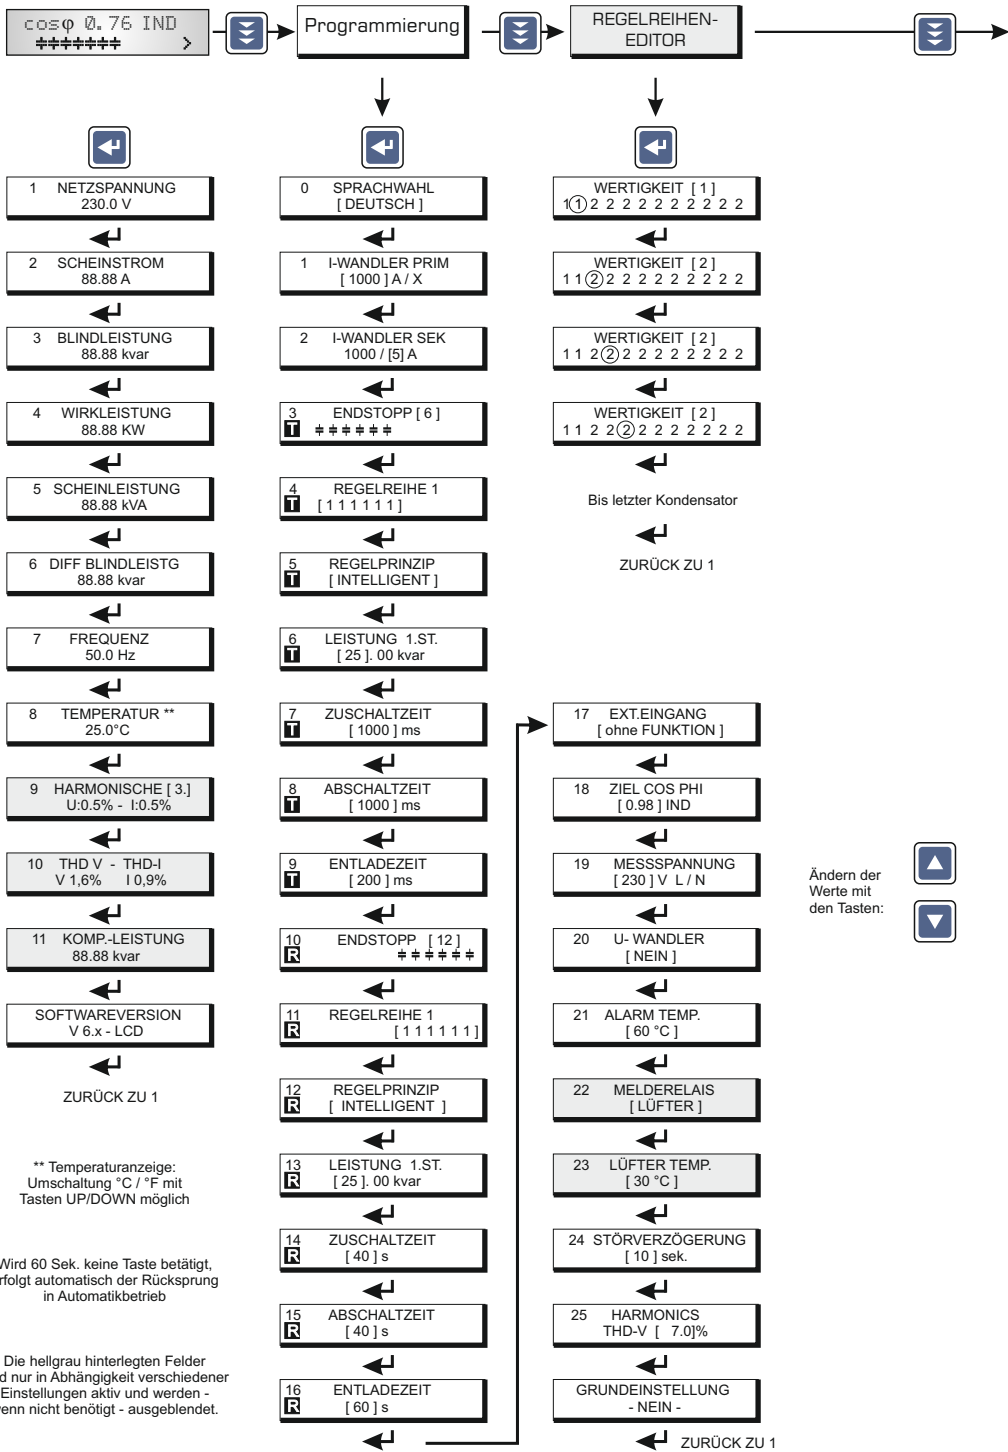 cosφ 0.76 IND
>
Programmierung
REGELREIHEN-
EDITOR
1 NETZSPANNUNG
230.0 V
2 SCHEINSTROM
88.88 A
3 BLINDLEISTUNG
88.88 kvar
4 WIRKLEISTUNG
88.88 KW
5 SCHEINLEISTUNG
88.88 kVA
6 DIFF BLINDLEISTG
88.88 kvar
7 FREQUENZ
50.0 Hz
8 TEMPERATUR **
25.0°C
9 HARMONISCHE [ 3.]
U:0.5% - I:0.5%
10 THD V - THD-I
V 1,6% I 0,9%
11 KOMP.-LEISTUNG
88.88 kvar
SOFTWAREVERSION
V 6.x - LCD
ZURÜCK ZU 1
** Temperaturanzeige:
Umschaltung °C / °F mit
Tasten UP/DOWN möglich
Wird 60 Sek. keine Taste betätigt,
rfolgt automatisch der Rücksprung
in Automatikbetrieb
Die hellgrau hinterlegten Felder
d nur in Abhängigkeit verschiedener
Einstellungen aktiv und werden -
wenn nicht benötigt - ausgeblendet.
0 SPRACHWAHL
[ DEUTSCH ]
1 I-WANDLER PRIM
[ 1000 ] A / X
2 I-WANDLER SEK
1000 / [5] A
3 ENDSTOPP [ 6 ]
T
4 REGELREIHE 1
T [ 1 1 1 1 1 1 ]
5 REGELPRINZIP
T [ INTELLIGENT ]
6 LEISTUNG 1.ST.
T [ 25 ]. 00 kvar
7 ZUSCHALTZEIT
T [ 1000 ] ms
8 ABSCHALTZEIT
T [ 1000 ] ms
9 ENTLADEZEIT
T [ 200 ] ms
10 ENDSTOPP [ 12 ]
R
11 REGELREIHE 1
R [ 1 1 1 1 1 1 ]
12 REGELPRINZIP
R [ INTELLIGENT ]
13 LEISTUNG 1.ST.
R [ 25 ]. 00 kvar
14 ZUSCHALTZEIT
R [ 40 ] s
15 ABSCHALTZEIT
R [ 40 ] s
16 ENTLADEZEIT
R [ 60 ] s
WERTIGKEIT [ 1 ]
1 1 2 2 2 2 2 2 2 2 2 2
WERTIGKEIT [ 2 ]
1 1 2 2 2 2 2 2 2 2 2 2
WERTIGKEIT [ 2 ]
1 1 2 2 2 2 2 2 2 2 2 2
WERTIGKEIT [ 2 ]
1 1 2 2 2 2 2 2 2 2 2 2
Bis letzter Kondensator
ZURÜCK ZU 1
17 EXT.EINGANG
[ ohne FUNKTION ]
18 ZIEL COS PHI
[ 0.98 ] IND
19 MESSSPANNUNG
[ 230 ] V L / N
20 U- WANDLER
[ NEIN ]
21 ALARM TEMP.
[ 60 °C ]
22 MELDERELAIS
[ LÜFTER ]
23 LÜFTER TEMP.
[ 30 °C ]
24 STÖRVERZÖGERUNG
[ 10 ] sek.
25 HARMONICS
THD-V [ 7.0]%
GRUNDEINSTELLUNG
- NEIN -
ZURÜCK ZU 1
Ändern der
Werte mit
den Tasten: